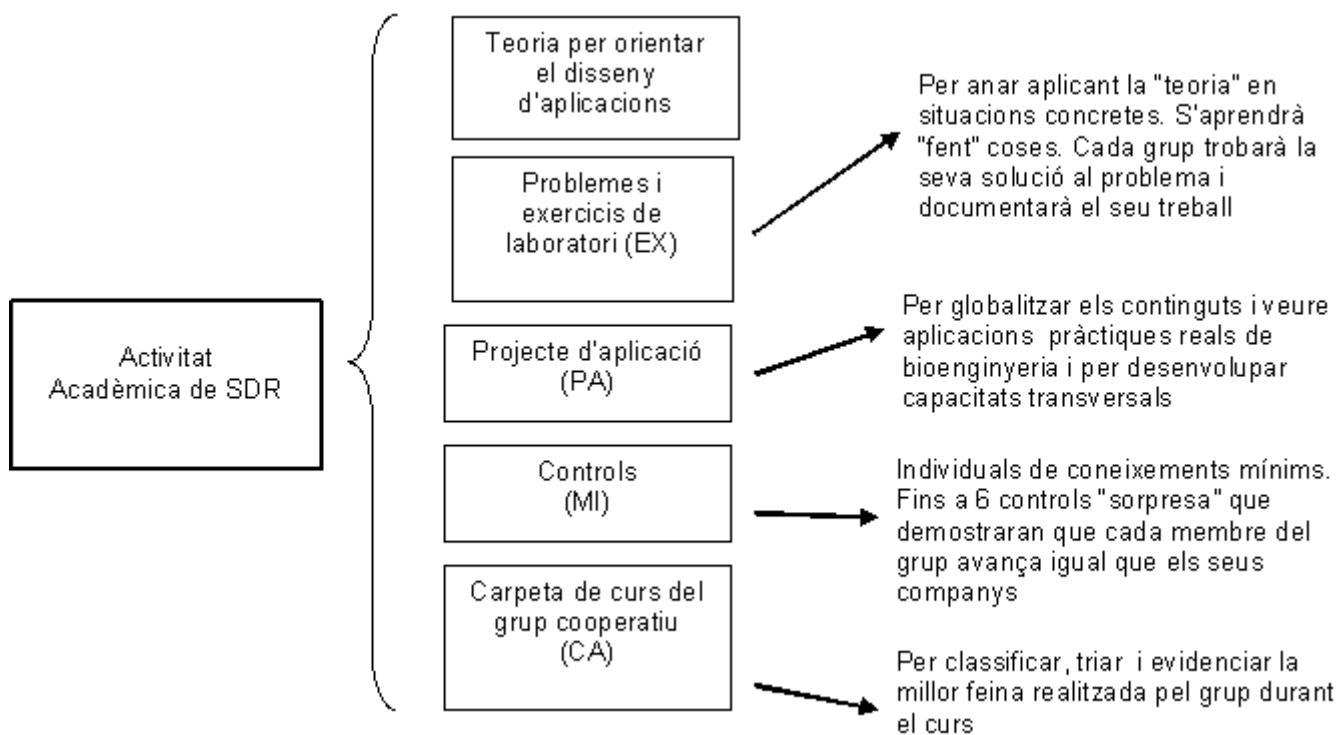 Activitat
Acadèmica de SDR
Teoria per orientar
el disseny
d'aplicacions
Problemes i
exercicis de
laboratori (EX)
Per anar aplicant la "teoria" en
situacions concretes. S'aprendrà
"fent" coses. Cada grup trobarà la
seva solució al problema i
documentarà el seu treball
Projecte d'aplicació
(PA)
Per globalitzar els continguts i veure
aplicacions pràctiques reals de
bioenginyeria i per desenvolupar
capacitats transversals
Controls
(MI)
Individuals de coneixements mínims.
Fins a 6 controls "sorpresa" que
demostraran que cada membre del
grup avança igual que els seus
companys
Carpeta de curs del
grup cooperatiu
(CA)
Per classificar, triar i evidenciar la
millor feina realitzada pel grup durant
el curs